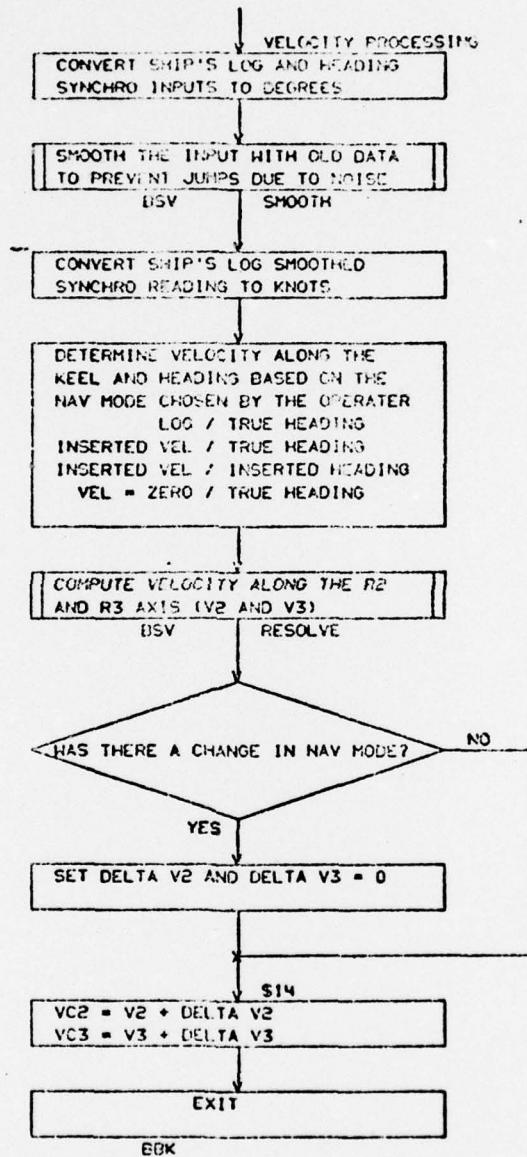 VELOCITY PROCESSING
CONVERT SHIP'S LOG AND HEADING
SYNCHRO INPUTS TO DEGREES
SMOOTH THE INPUT WITH OLD DATA
TO PREVENT JUMPS DUE TO NOISE
BSV SMOOTH
CONVERT SHIP'S LOG SMOOTHED
SYNCHRO READING TO KNOTS
DETERMINE VELOCITY ALONG THE
KEEL AND HEADING BASED ON THE
NAV MODE CHOSEN BY THE OPERATER
LOG / TRUE HEADING
INSERTED VEL / TRUE HEADING
INSERTED VEL / INSERTED HEADING
VEL = ZERO / TRUE HEADING
COMPUTE VELOCITY ALONG THE R2
AND R3 AXIS (V2 AND V3)
BSV RESOLVE
WAS THERE A CHANGE IN NAV MODE?
NO
YES
SET DELTA V2 AND DELTA V3 = 0
$14
VC2 = V2 + DELTA V2
VC3 = V3 + DELTA V3
EXIT
BBK